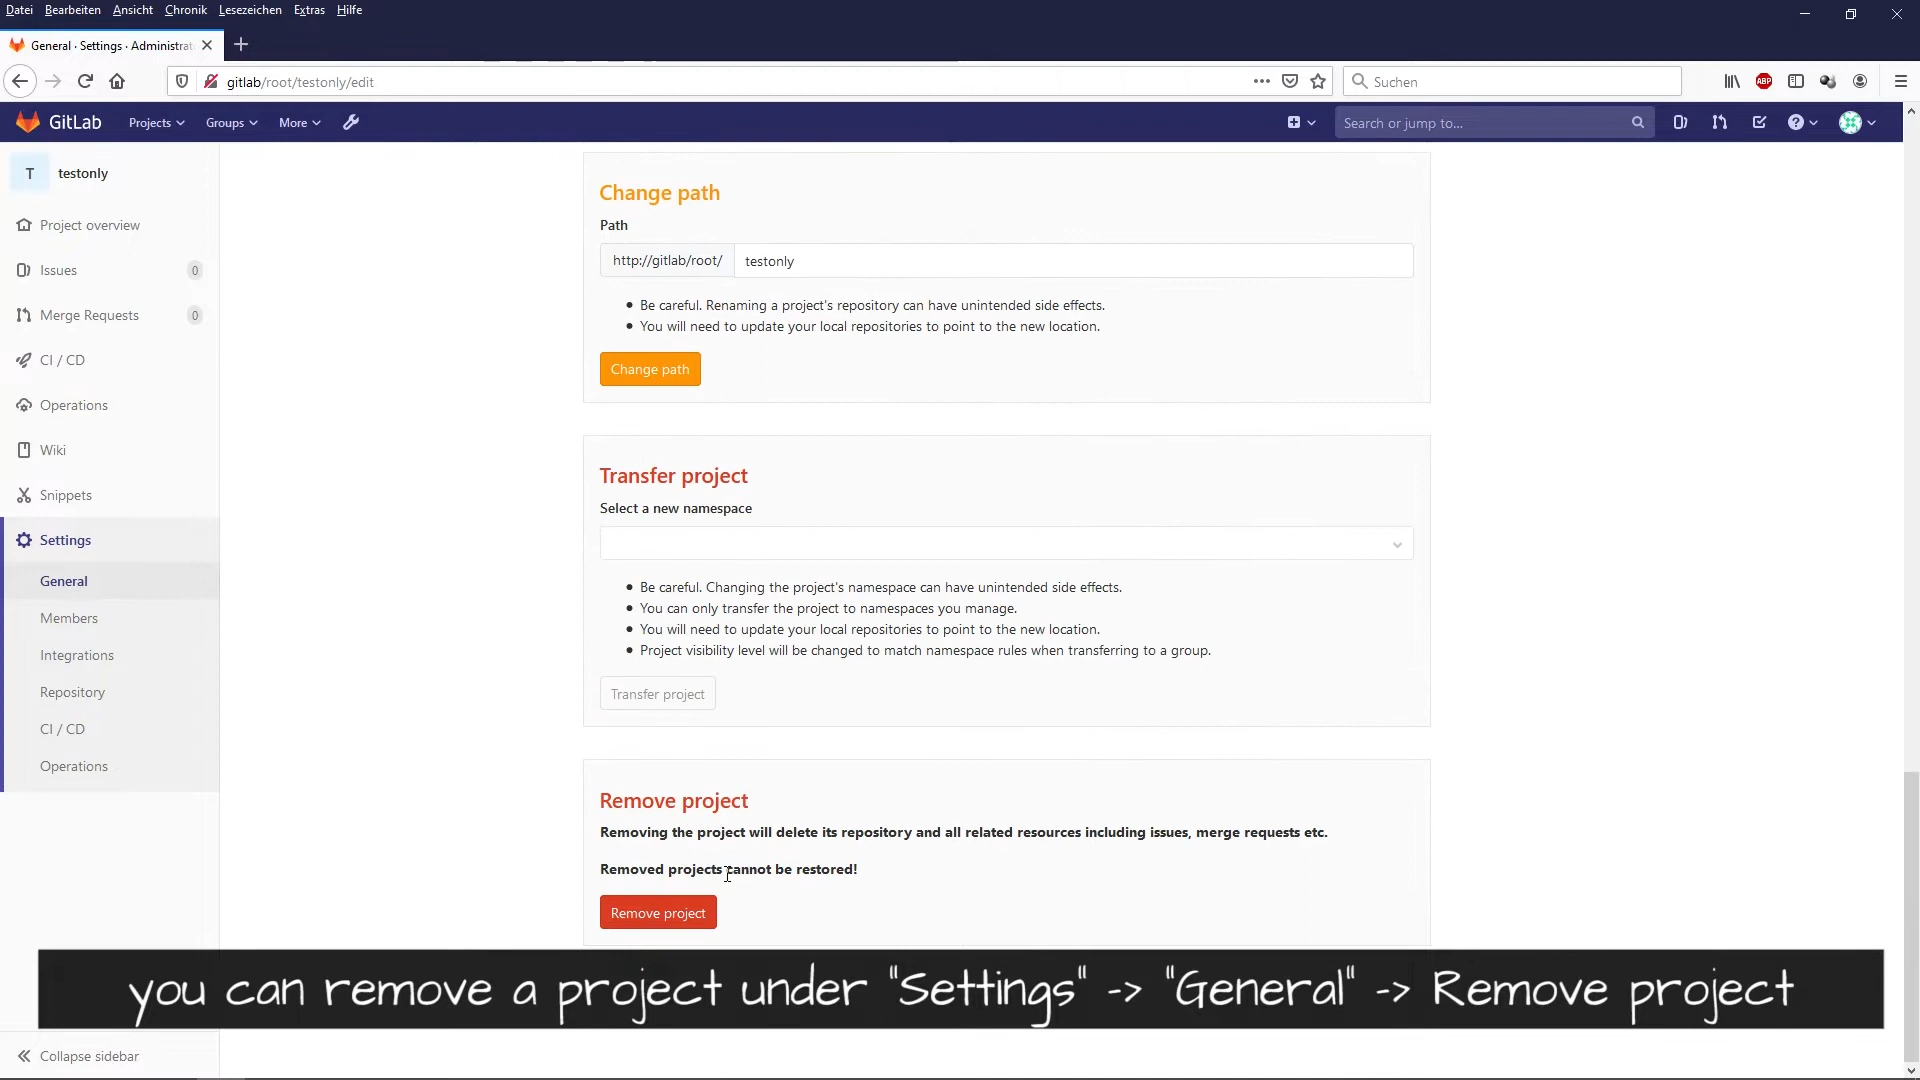 Datei Bearbeiten Ansicht Chronik Lesezeichen Extras Hilfe
General · Settings · Administrat
gitlab/root/testonly/edit
Suchen
ABP
GitLab Projects Groups More
Search or jump to...
T testonly
Project overview
Issues 0
Merge Requests 0
CI / CD
Operations
Wiki
Snippets
Settings
General
Members
Integrations
Repository
CI / CD
Operations
Collapse sidebar
Change path
Path
http://gitlab/root/ testonly
Be careful. Renaming a project's repository can have unintended side effects.
You will need to update your local repositories to point to the new location.
Change path
Transfer project
Select a new namespace
Be careful. Changing the project's namespace can have unintended side effects.
You can only transfer the project to namespaces you manage.
You will need to update your local repositories to point to the new location.
Project visibility level will be changed to match namespace rules when transferring to a group.
Transfer project
Remove project
Removing the project will delete its repository and all related resources including issues, merge requests etc.
Removed projects cannot be restored!
Remove project
you can remove a project under "Settings" -> "General" -> Remove project